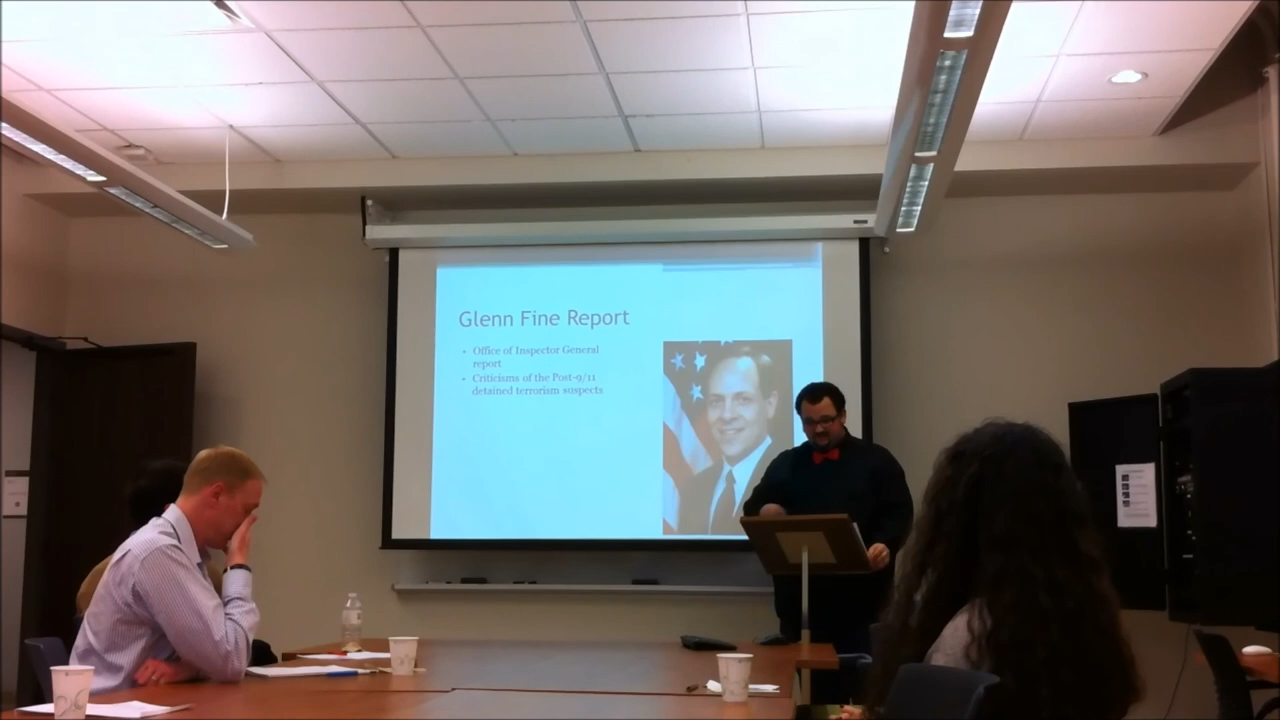 Glenn Fine Report
• Office of Inspector General
report
• Criticisms of the Post-9/11
detained terrorism suspects